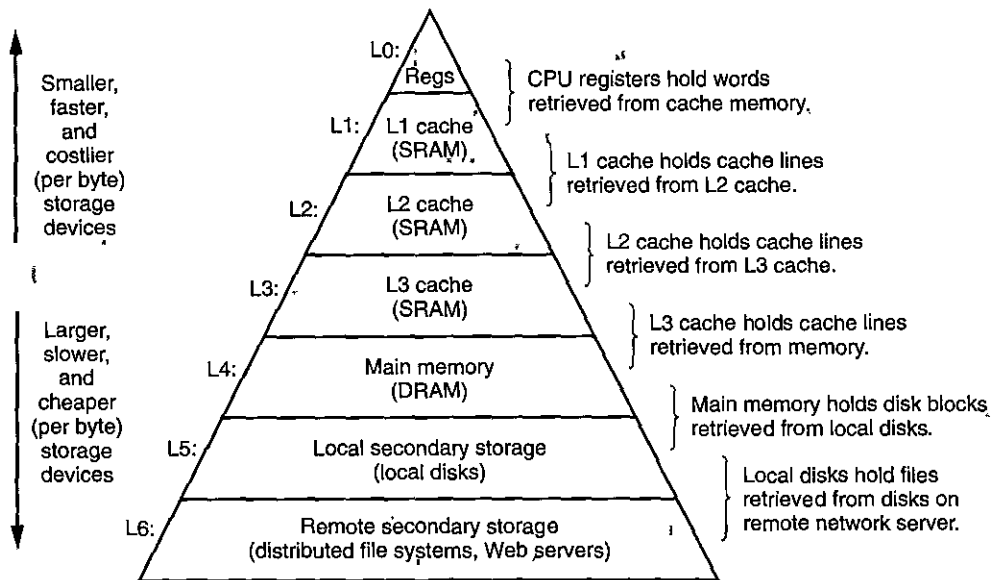 L0:
Regs
CPU registers hold words
retrieved from cache memory.
Smaller,
faster,
and
costlier
(per byte)
storage
devices
L1:
L1 cache
(SRAM)
L1 cache holds cache lines
retrieved from L2 cache.
L2:
L2 cache
(SRAM)
L2 cache holds cache lines
retrieved from L3 cache.
L3:
L3 cache
(SRAM)
L3 cache holds cache lines
retrieved from memory.
Larger,
slower,
and
cheaper
(per byte)
storage
devices
L4:
Main memory
(DRAM)
Main memory holds disk blocks
retrieved from local disks.
L5:
Local secondary storage
(local disks)
Local disks hold files
retrieved from disks on
remote network server.
L6:
Remote secondary storage
(distributed file systems, Web servers)